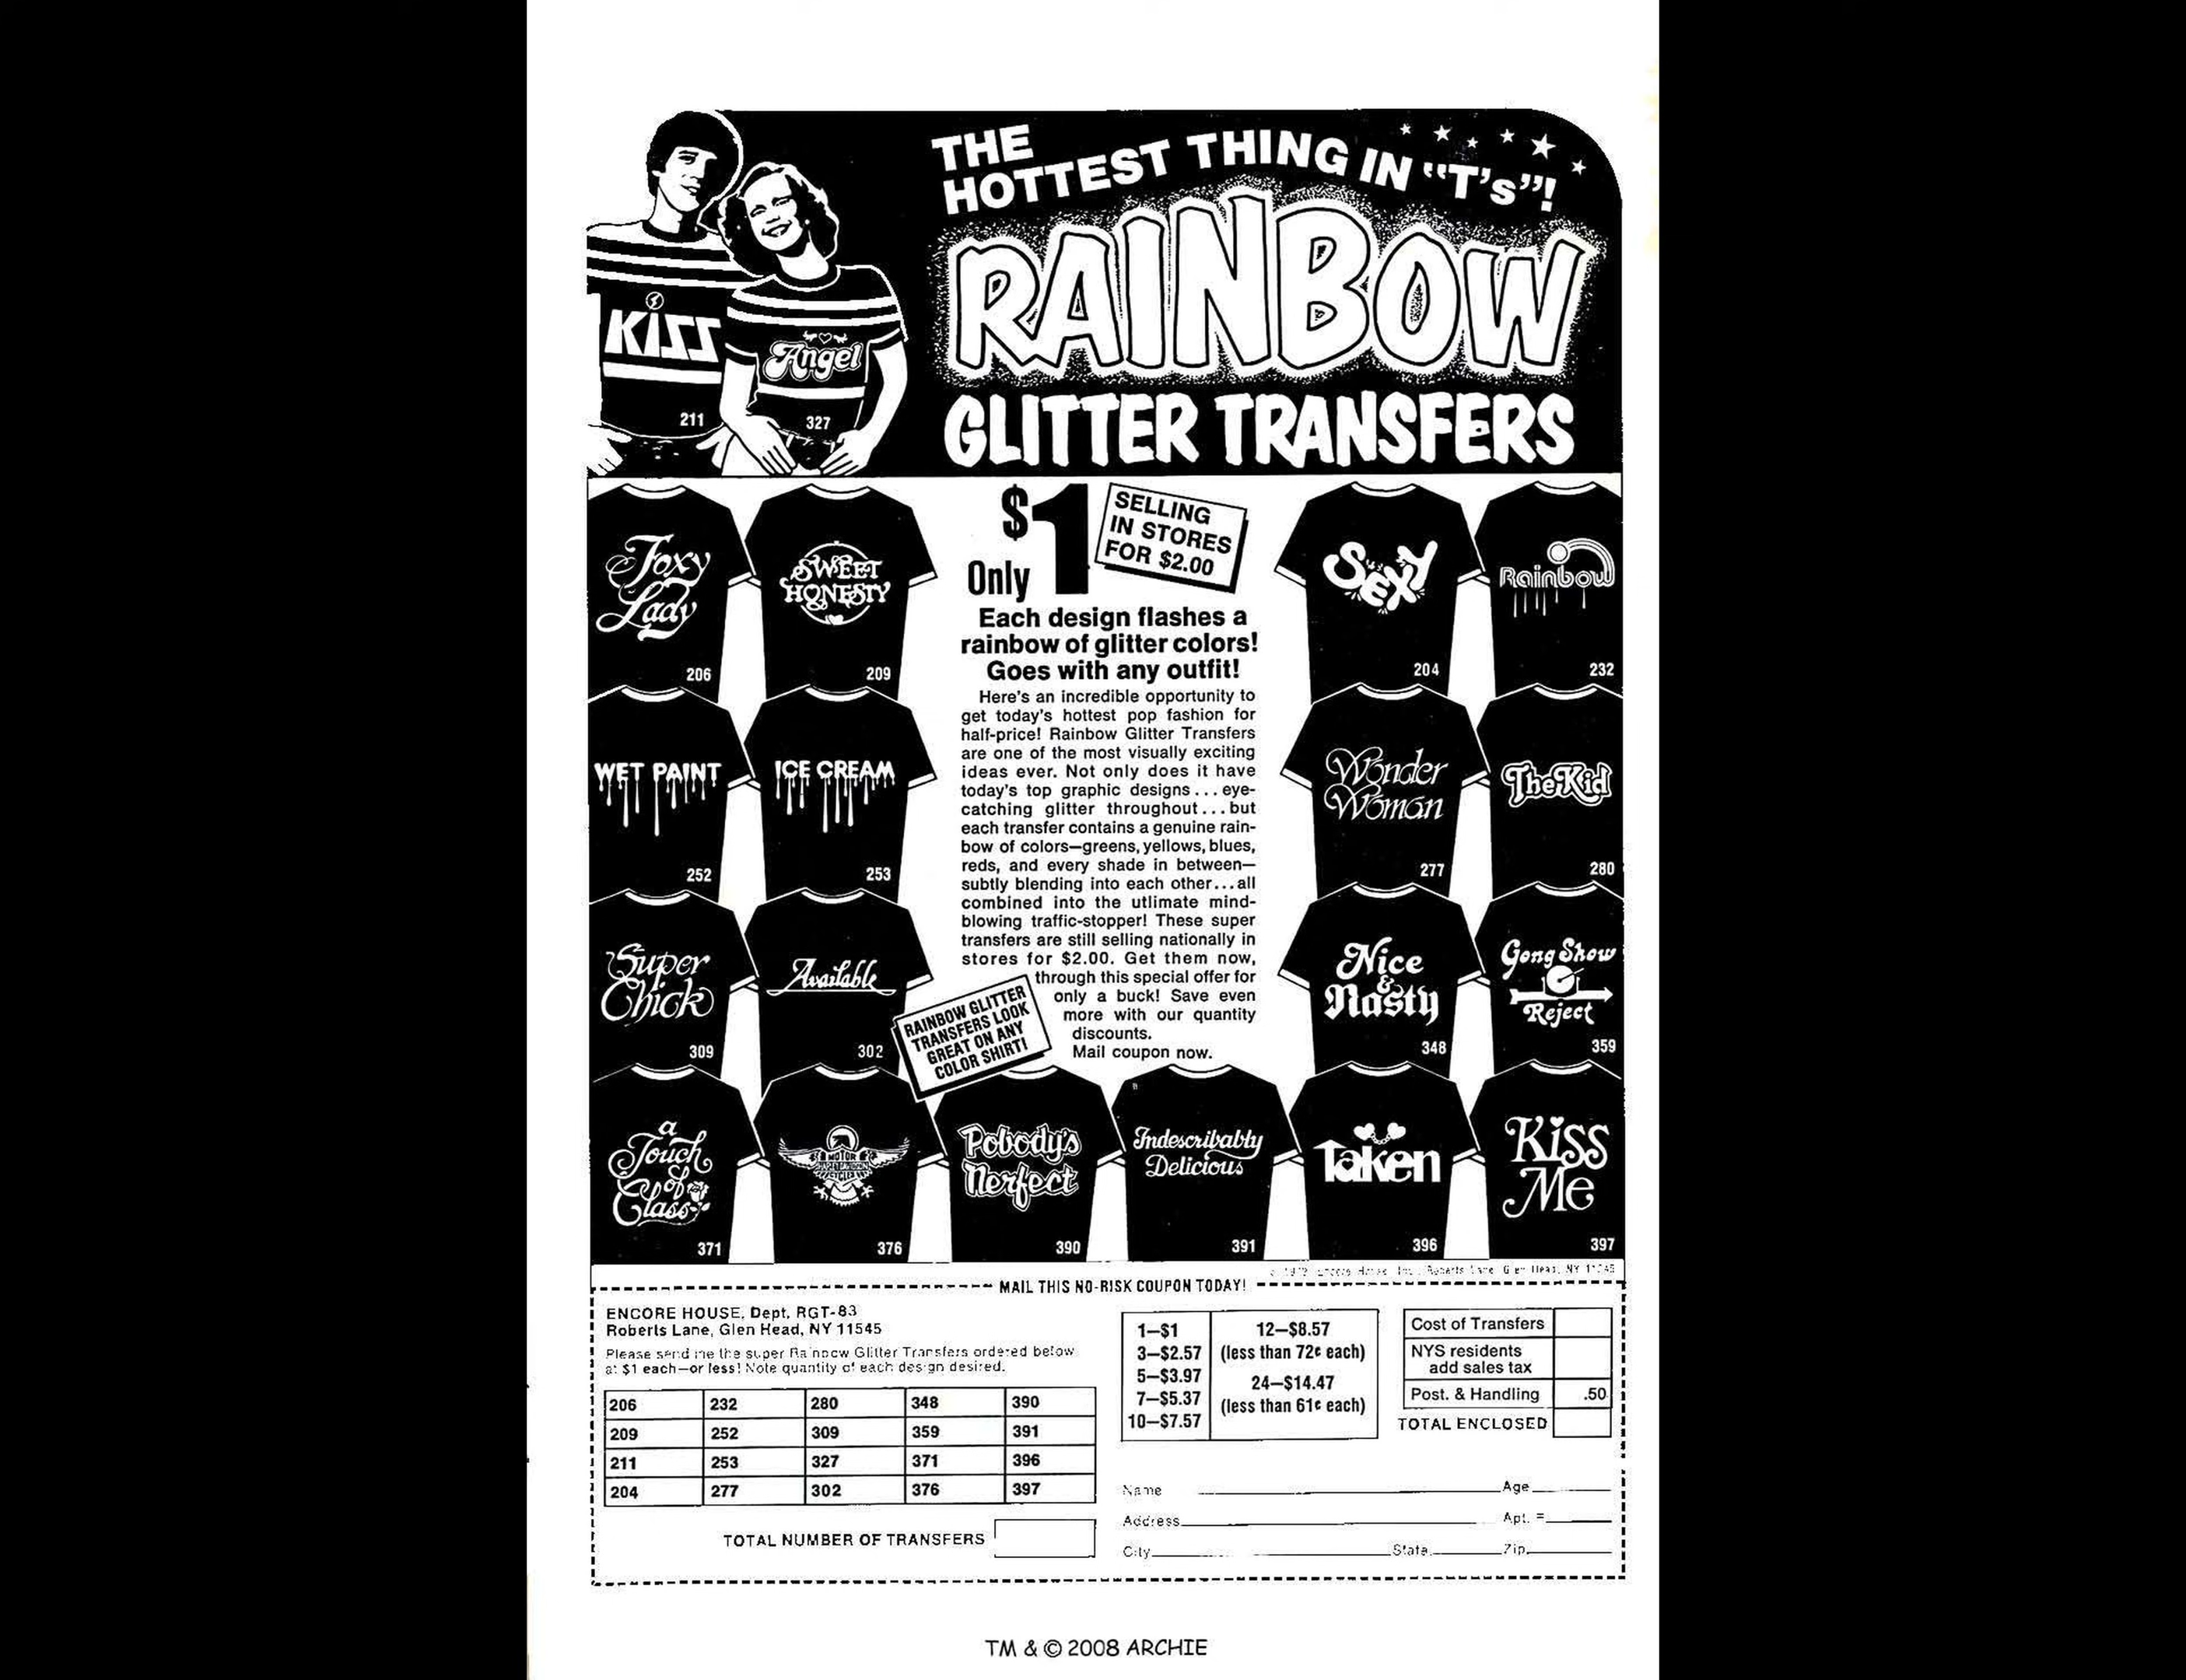 THE
HOTTEST THING IN “T’s”!
RAINBOW
GLITTER TRANSFERS
KISS
211
Angel
327
$1
Only
SELLING
IN STORES
FOR $2.00
Each design flashes a
rainbow of glitter colors!
Goes with any outfit!
Here's an incredible opportunity to
get today's hottest pop fashion for
half-price! Rainbow Glitter Transfers
are one of the most visually exciting
ideas ever. Not only does it have
today's top graphic designs...eye-
catching glitter throughout...but
each transfer contains a genuine rain-
bow of colors—greens, yellows, blues,
reds, and every shade in between—
subtly blending into each other...all
combined into the utlimate mind-
blowing traffic-stopper! These super
transfers are still selling nationally in
stores for $2.00. Get them now,
through this special offer for
only a buck! Save even
more with our quantity
discounts.
Mail coupon now.
RAINBOW GLITTER
TRANSFERS LOOK
GREAT ON ANY
COLOR SHIRT!
Foxy
Lady
206
SWEET
HONESTY
209
SEXY
204
Rainbow
232
WET PAINT
252
ICE CREAM
253
Wonder
Woman
277
The Kid
280
Super
Chick
309
Available
302
Nice
&
Nasty
348
Gong Show
Reject
359
a
Touch
of
Class
371
MOTOR
376
Pobody's
Nerfect
390
Indescribably
Delicious
391
Taken
396
Kiss
Me
397
Encore House, Inc., Roberts Lane, Glen Head, NY 11545
MAIL THIS NO-RISK COUPON TODAY!
ENCORE HOUSE, Dept. RGT-83
Roberts Lane, Glen Head, NY 11545
Please send me the super Rainbow Glitter Transfers ordered below
at $1 each—or less! Note quantity of each design desired.
206 232 280 348 390
209 252 309 359 391
211 253 327 371 396
204 277 302 376 397
TOTAL NUMBER OF TRANSFERS
1—$1
3—$2.57
5—$3.97
7—$5.37
10—$7.57
12—$8.57
(less than 72¢ each)
24—$14.47
(less than 61¢ each)
Cost of Transfers
NYS residents
add sales tax
Post. & Handling .50
TOTAL ENCLOSED
Name Age
Address Apt. =
City State Zip
TM & © 2008 ARCHIE